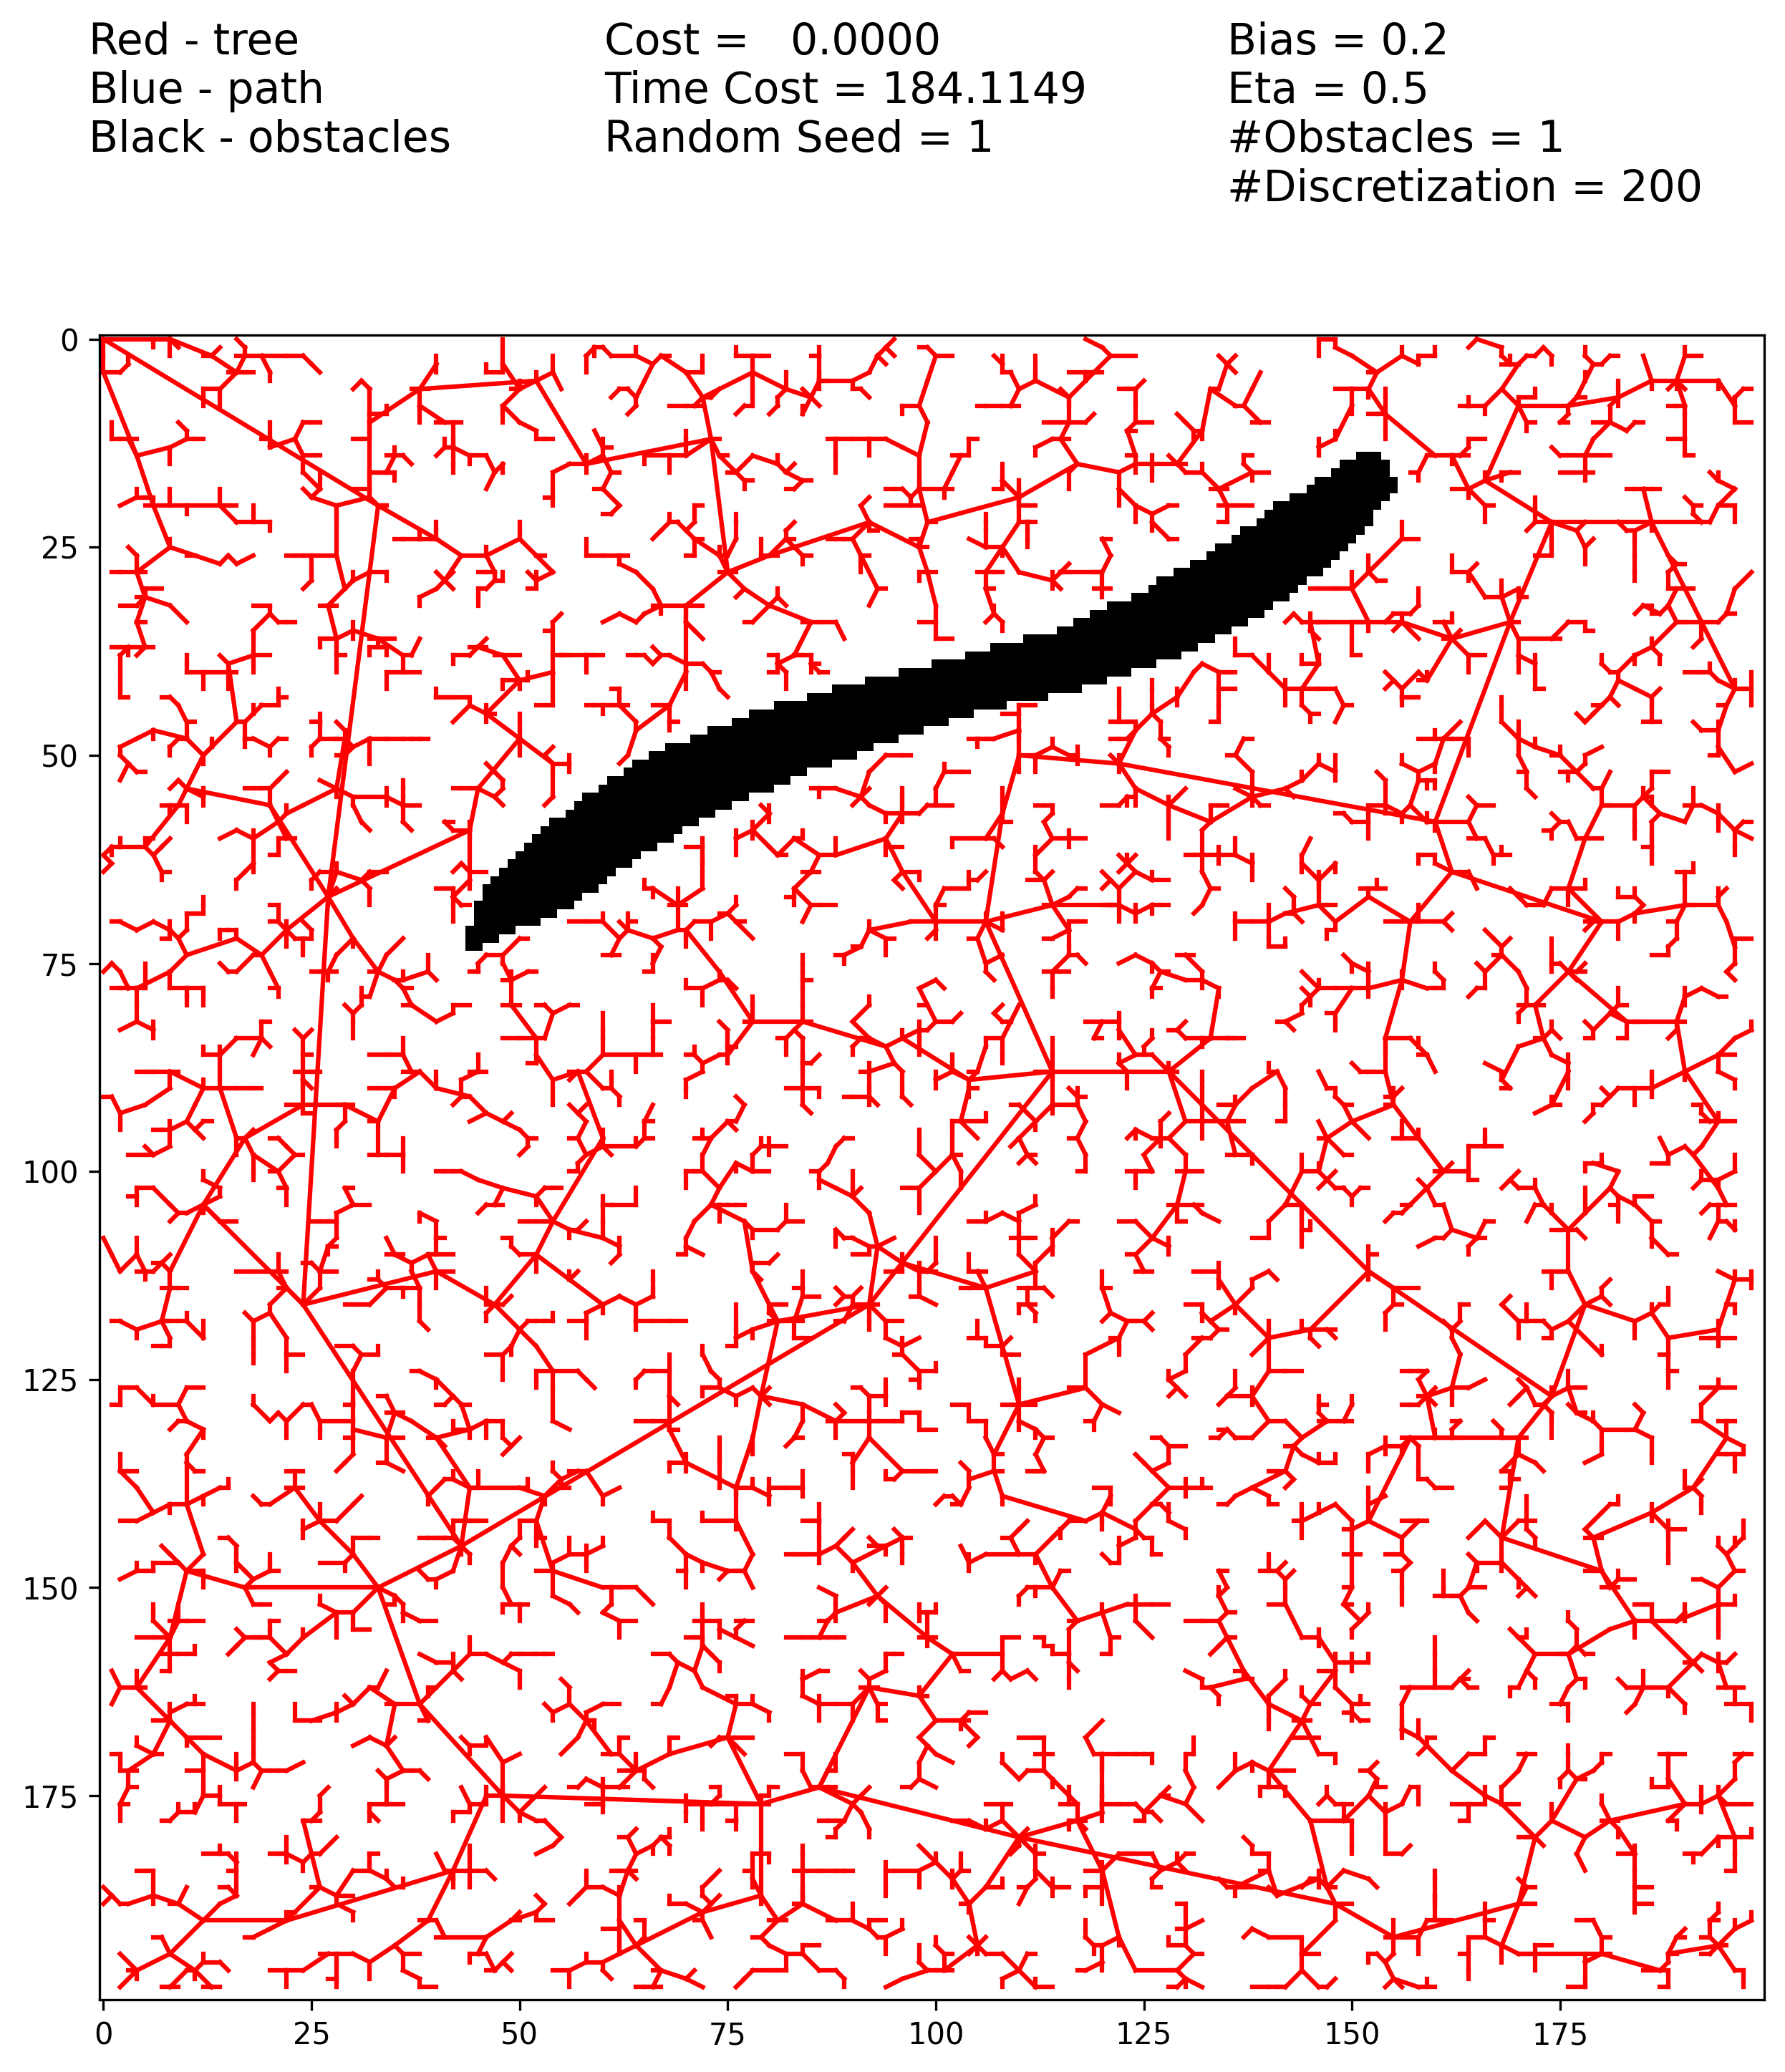 Red - tree
Blue - path
Black - obstacles
Cost = 0.0000
Time Cost = 184.1149
Random Seed = 1
Bias = 0.2
Eta = 0.5
#Obstacles = 1
#Discretization = 200
0
25
50
75
100
125
150
175
0 25 50 75 100 125 150 175